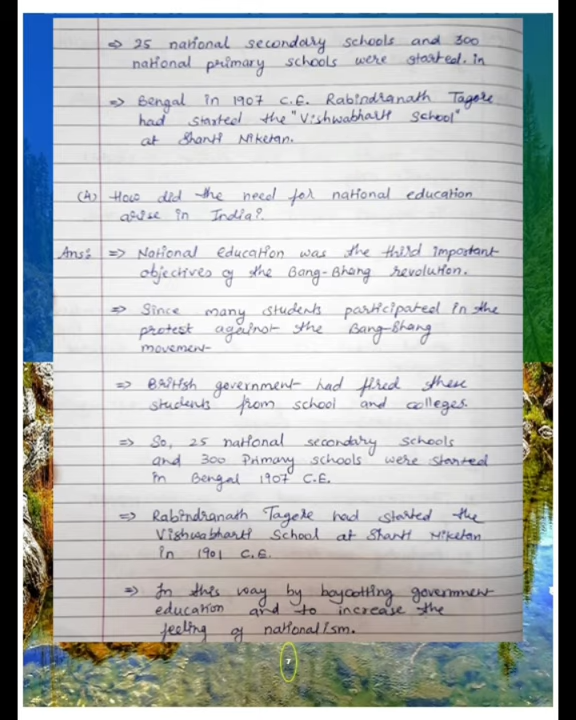 ⇒ 25 national secondary schools and 300
national primary schools were started. in
⇒ Bengal in 1907 C.E. Rabindranath Tagore
had started the "Vishwabharti School"
at Shanti Niketan.
(4) How did the need for national education
arise in India?
Ans: ⇒ National education was the third important
objectives of the Bang-Bhang revolution.
⇒ Since many students participated in the
protest against the Bang-Bhang
movement
⇒ British government had fired these
students from school and colleges.
⇒ So, 25 national secondary schools
and 300 Primary schools were started
in Bengal 1907 C.E.
⇒ Rabindranath Tagore had started the
Vishwabharti School at Shanti Niketan
in 1901 C.E.
⇒ In this way by boycotting government
education and to increase the
feeling of nationalism.
7